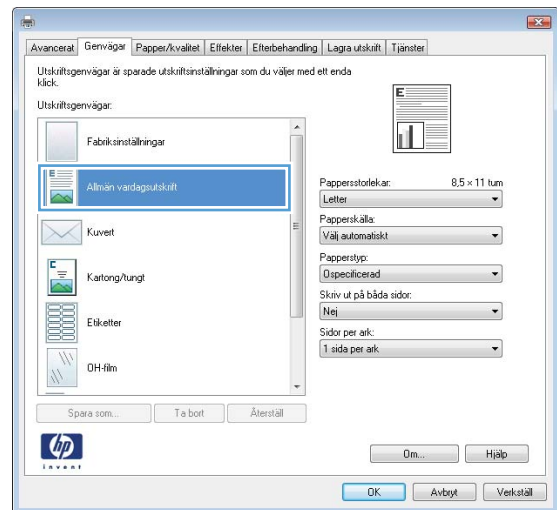 Avancerat Genvägar Papper/kvalitet Effekter Efterbehandling Lagra utskrift Tjänster
Utskriftsgenvägar är sparade utskriftsinställningar som du väljer med ett enda
klick.
Utskriftsgenvägar:
Fabriksinställningar
Allmän vardagsutskrift
Kuvert
Kartong/tungt
Etiketter
OH-film
E
Pappersstorlekar: 8,5 × 11 tum
Letter
Papperskälla:
Välj automatiskt
Papperstyp:
Ospecificerad
Skriv ut på båda sidor:
Nej
Sidor per ark:
1 sida per ark
Spara som... Ta bort Återställ
hp
invent
Om... Hjälp
OK Avbryt Verkställ